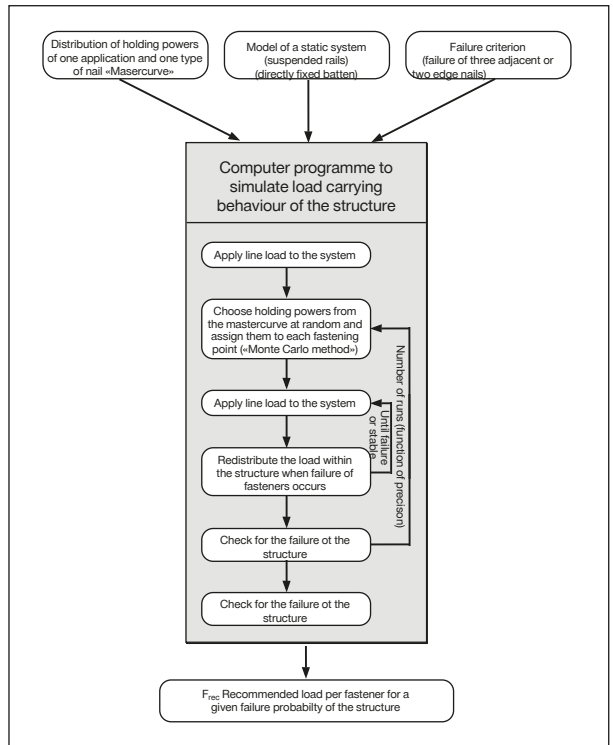 Distribution of holding powers
of one application and one type
of nail «Masercurve»
Model of a static system
(suspended rails)
(directly fixed batten)
Failure criterion
(failure of three adjacent or
two edge nails)
Computer programme to
simulate load carrying
behaviour of the structure
Apply line load to the system
Choose holding powers from
the mastercurve at random and
assign them to each fastening
point («Monte Carlo method»)
Apply line load to the system
Until failure
or stable
Number of runs (function of precison)
Redistribute the load within
the structure when failure of
fasteners occurs
Check for the failure ot the
structure
Check for the failure ot the
structure
Frec Recommended load per fastener for a
given failure probabilty of the structure